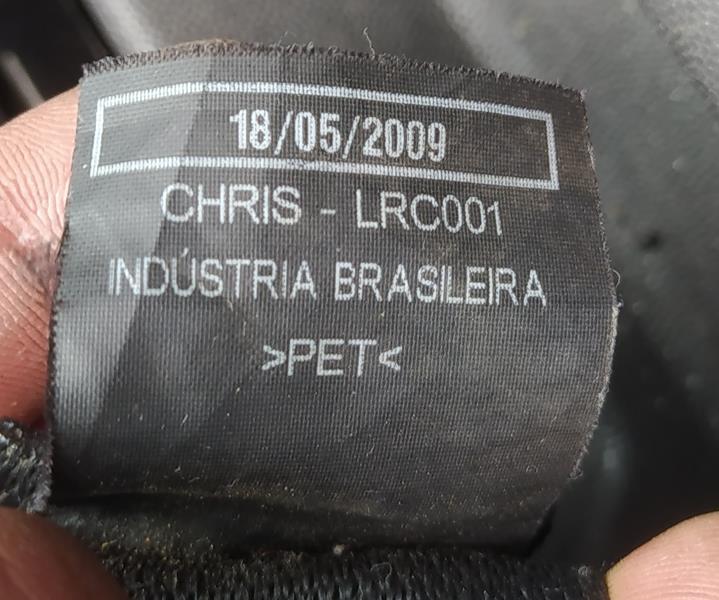 18/05/2009
CHRIS - LRC001
INDÚSTRIA BRASILEIRA
>PET<